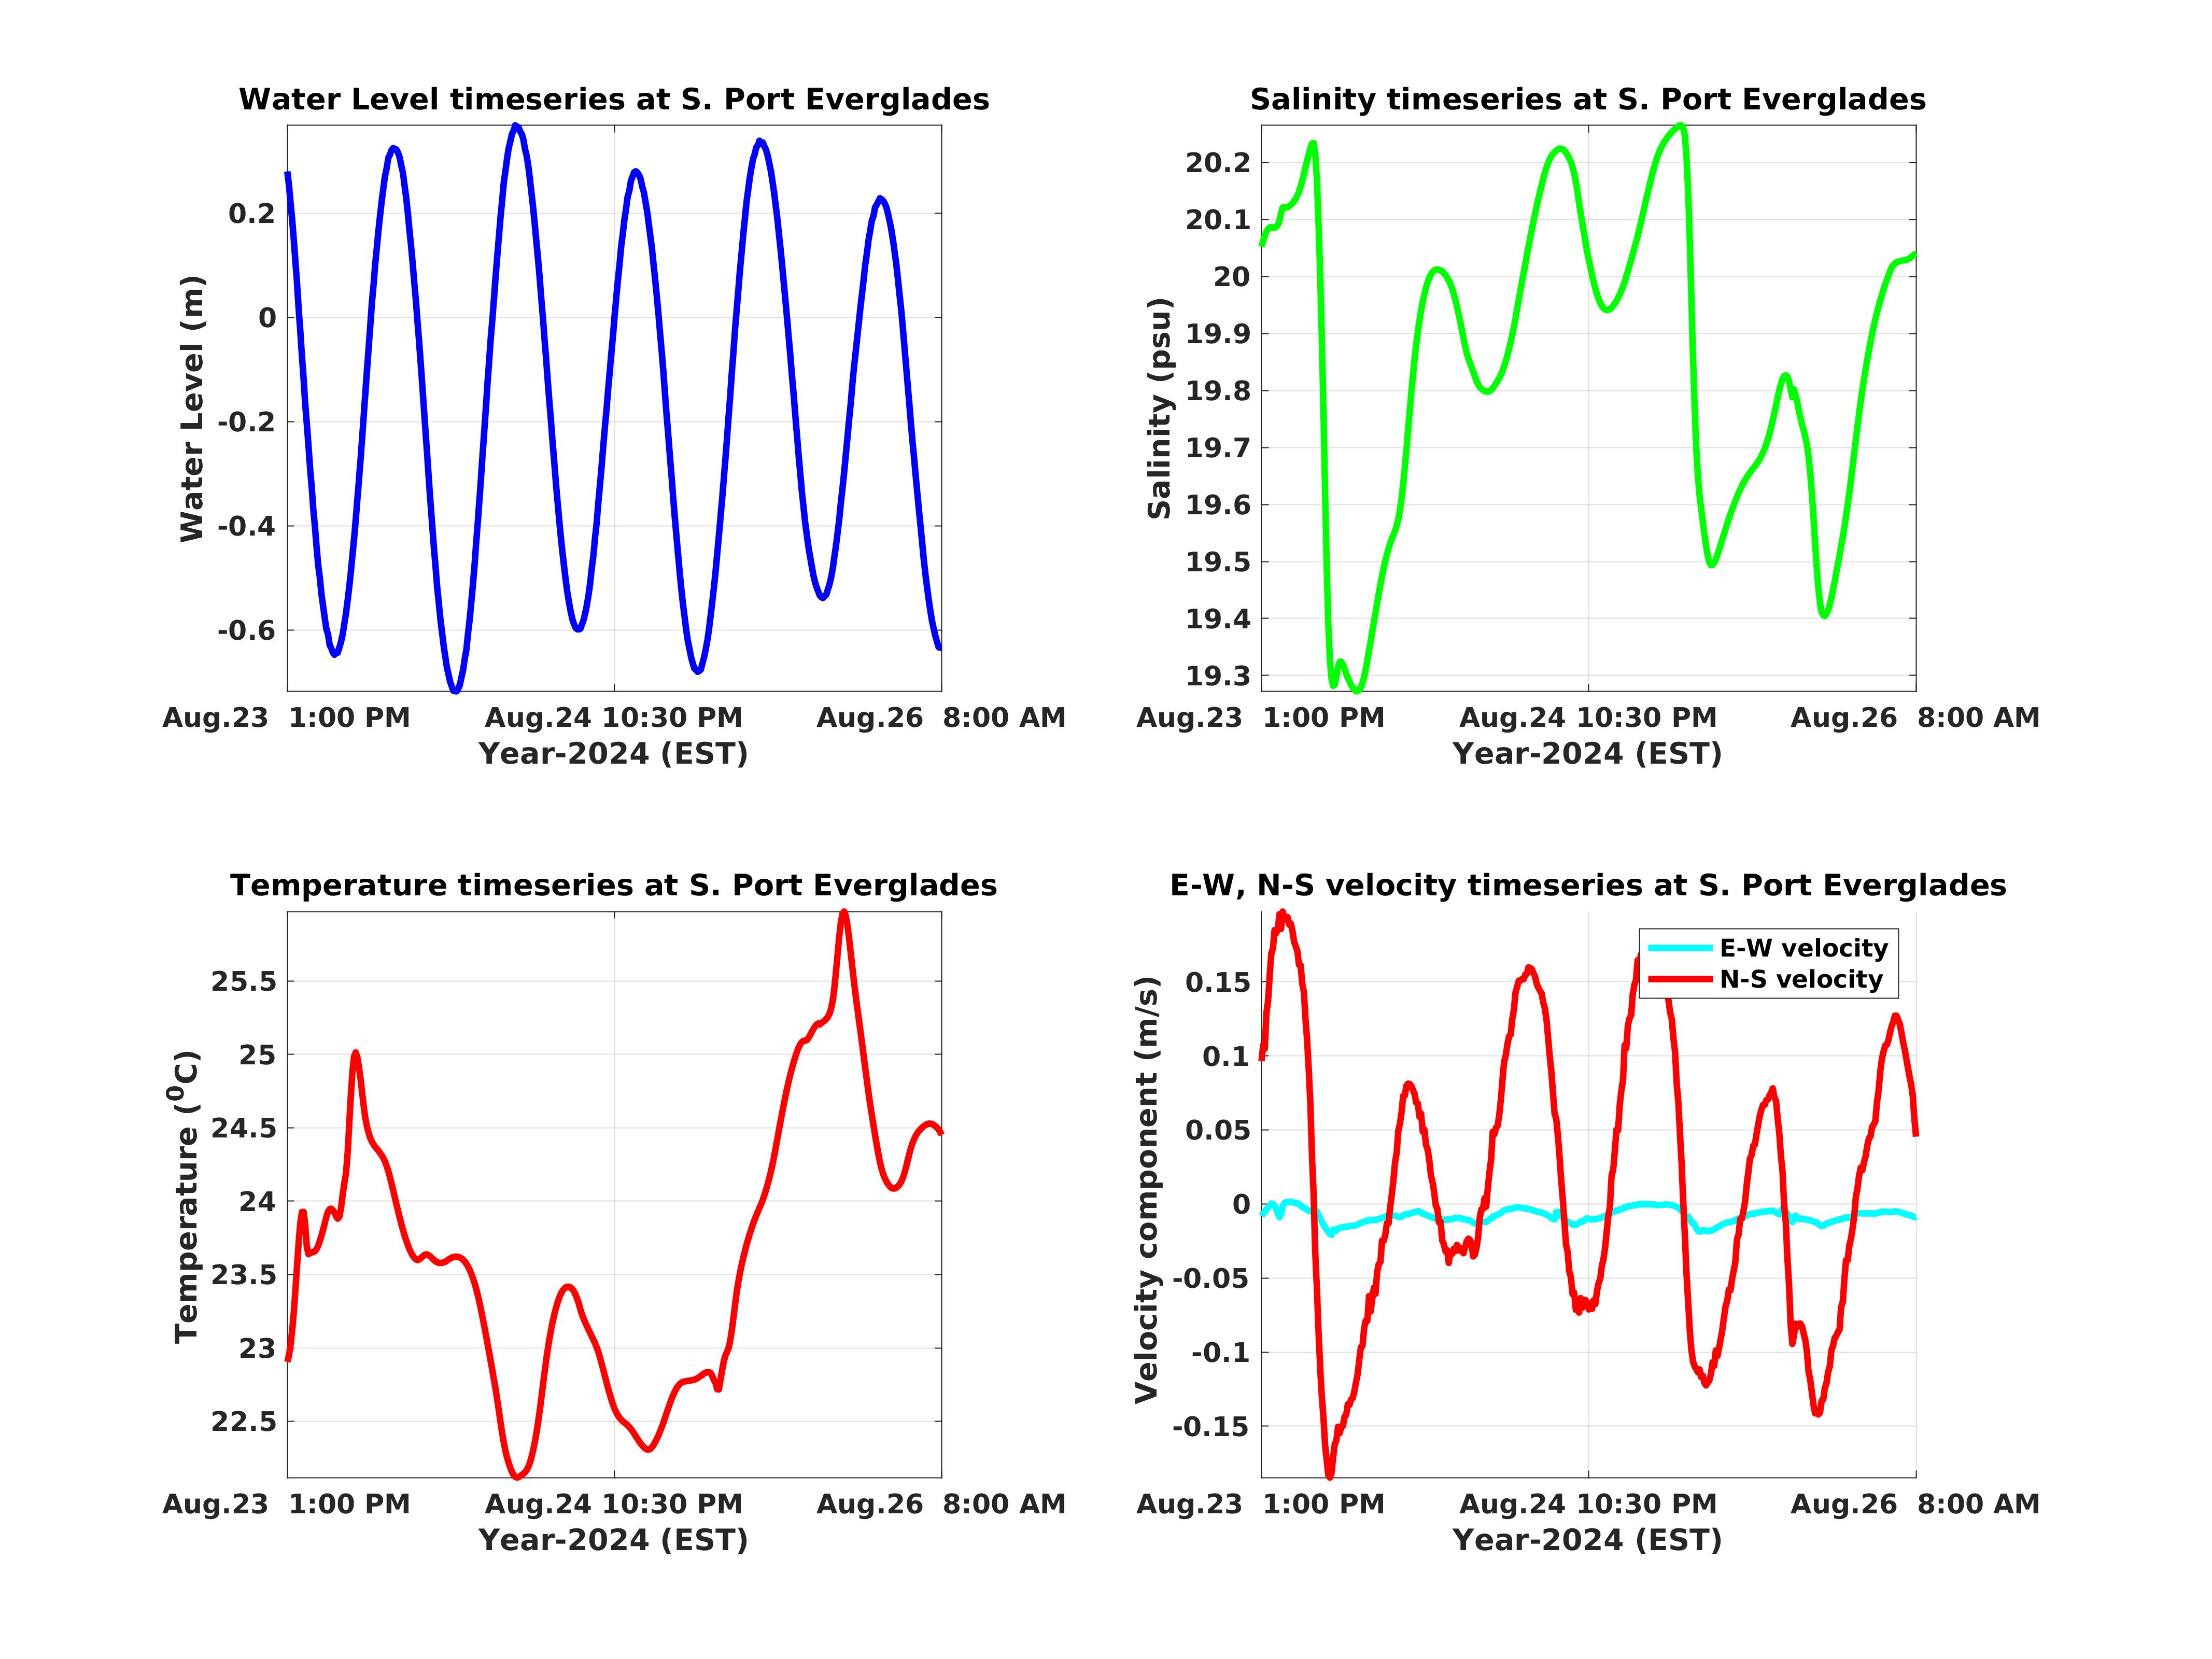 Water Level timeseries at S. Port Everglades
Water Level (m)
0.2
0
-0.2
-0.4
-0.6
Aug.23  1:00 PM
Aug.24 10:30 PM
Aug.26  8:00 AM
Year-2024 (EST)
Salinity timeseries at S. Port Everglades
Salinity (psu)
20.2
20.1
20
19.9
19.8
19.7
19.6
19.5
19.4
19.3
Aug.23  1:00 PM
Aug.24 10:30 PM
Aug.26  8:00 AM
Year-2024 (EST)
Temperature timeseries at S. Port Everglades
Temperature (⁰C)
25.5
25
24.5
24
23.5
23
22.5
Aug.23  1:00 PM
Aug.24 10:30 PM
Aug.26  8:00 AM
Year-2024 (EST)
E-W, N-S velocity timeseries at S. Port Everglades
Velocity component (m/s)
E-W velocity
N-S velocity
0.15
0.1
0.05
0
-0.05
-0.1
-0.15
Aug.23  1:00 PM
Aug.24 10:30 PM
Aug.26  8:00 AM
Year-2024 (EST)